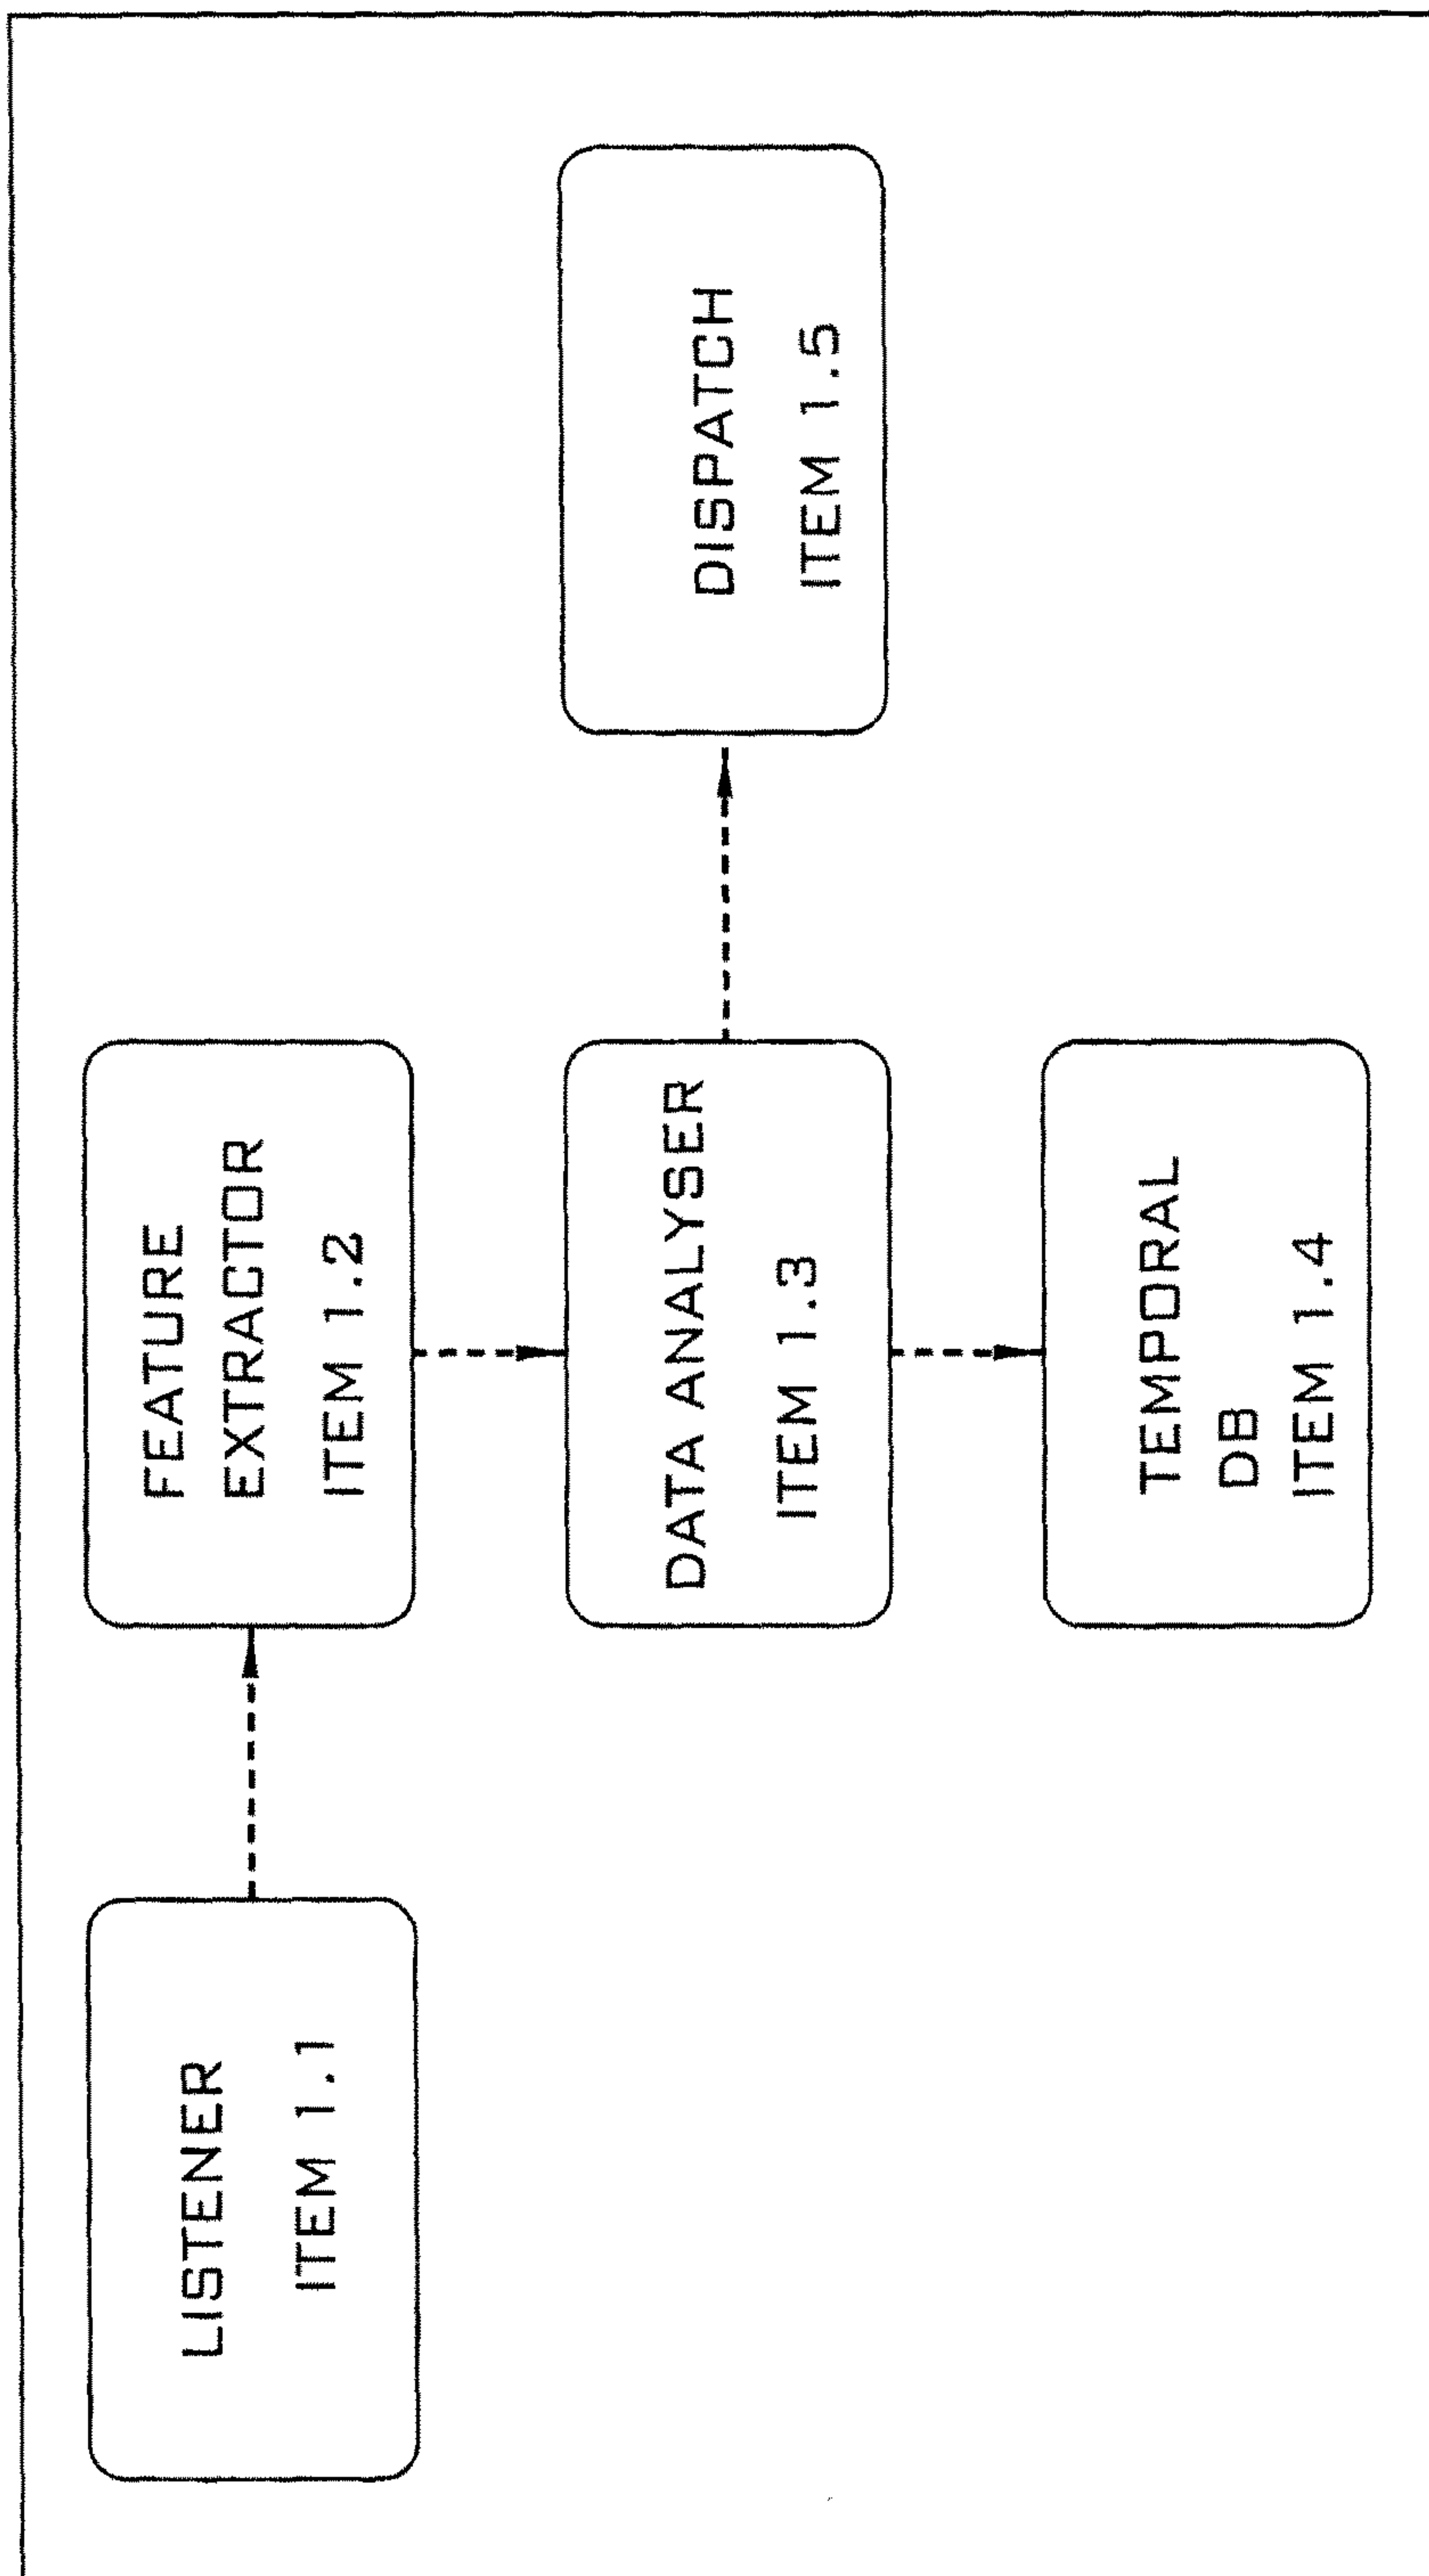 LISTENER
ITEM 1.1
FEATURE
EXTRACTOR
ITEM 1.2
DATA ANALYSER
ITEM 1.3
TEMPORAL
DB
ITEM 1.4
DISPATCH
ITEM 1.5